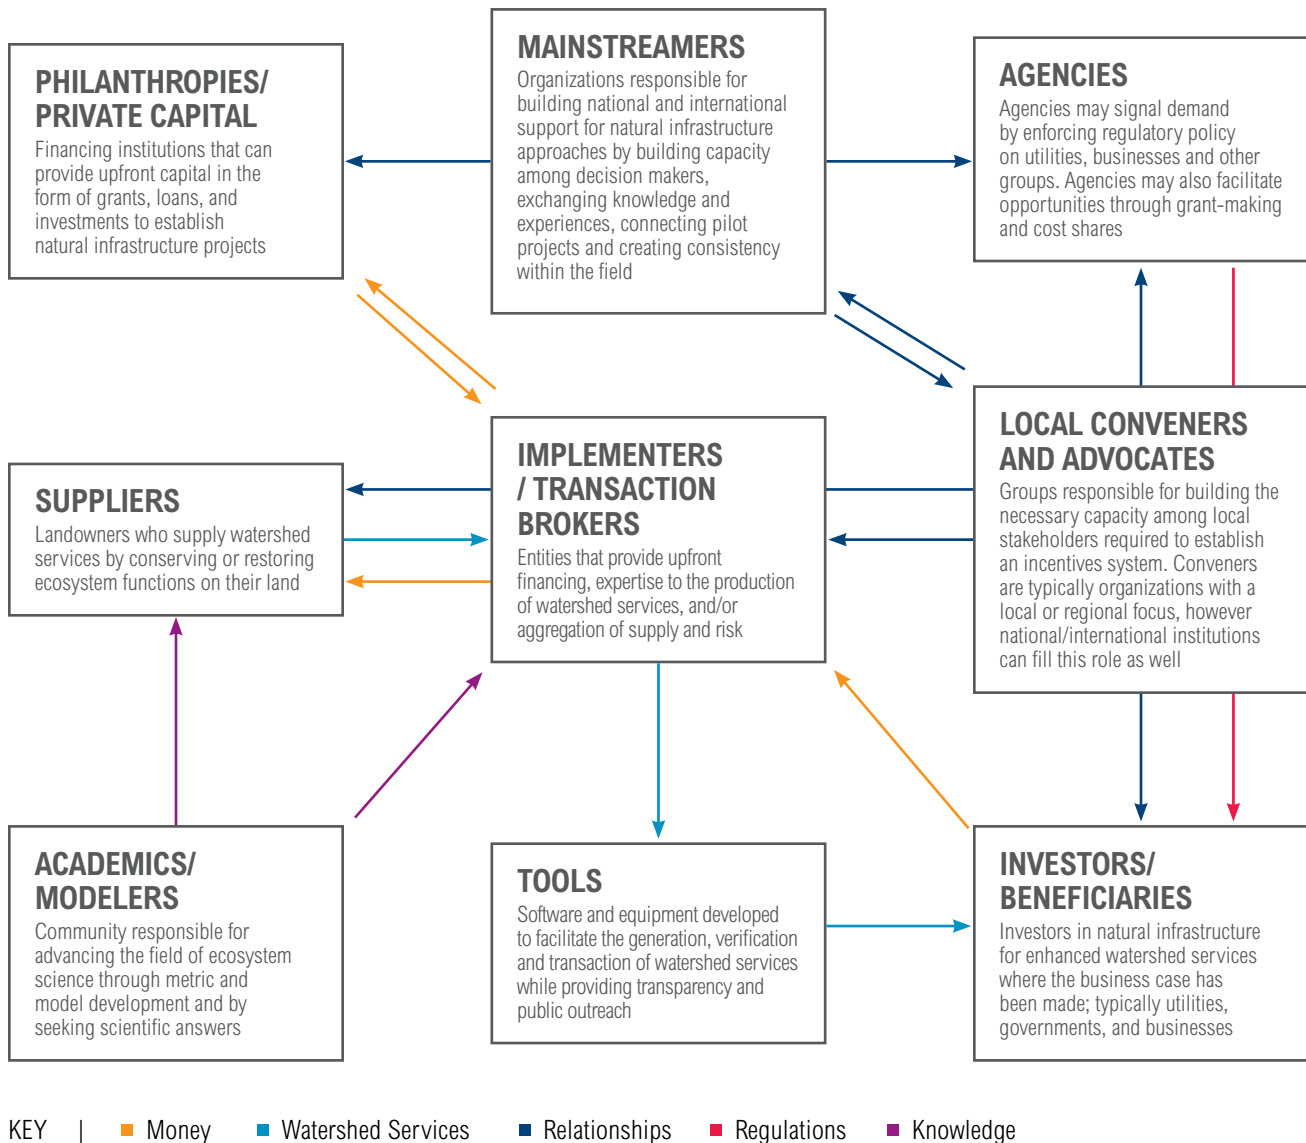 PHILANTHROPIES/
PRIVATE CAPITAL
Financing institutions that can
provide upfront capital in the
form of grants, loans, and
investments to establish
natural infrastructure projects
MAINSTREAMERS
Organizations responsible for
building national and international
support for natural infrastructure
approaches by building capacity
among decision makers,
exchanging knowledge and
experiences, connecting pilot
projects and creating consistency
within the field
AGENCIES
Agencies may signal demand
by enforcing regulatory policy
on utilities, businesses and other
groups. Agencies may also facilitate
opportunities through grant-making
and cost shares
SUPPLIERS
Landowners who supply watershed
services by conserving or restoring
ecosystem functions on their land
IMPLEMENTERS
/ TRANSACTION
BROKERS
Entities that provide upfront
financing, expertise to the production
of watershed services, and/or
aggregation of supply and risk
LOCAL CONVENERS
AND ADVOCATES
Groups responsible for building the
necessary capacity among local
stakeholders required to establish
an incentives system. Conveners
are typically organizations with a
local or regional focus, however
national/international institutions
can fill this role as well
ACADEMICS/
MODELERS
Community responsible for
advancing the field of ecosystem
science through metric and
model development and by
seeking scientific answers
TOOLS
Software and equipment developed
to facilitate the generation, verification
and transaction of watershed services
while providing transparency and
public outreach
INVESTORS/
BENEFICIARIES
Investors in natural infrastructure
for enhanced watershed services
where the business case has
been made; typically utilities,
governments, and businesses
KEY | Money Watershed Services Relationships Regulations Knowledge